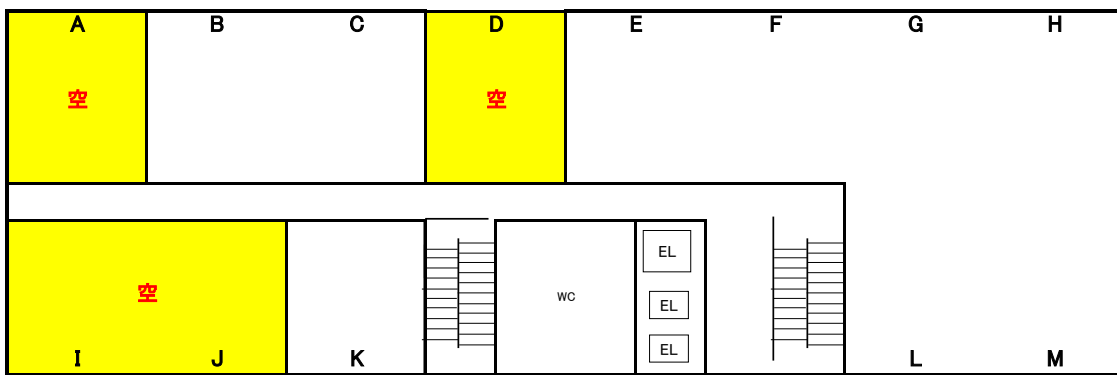 A B C D E F G H
空 空
EL
空 WC EL
EL
I J K L M